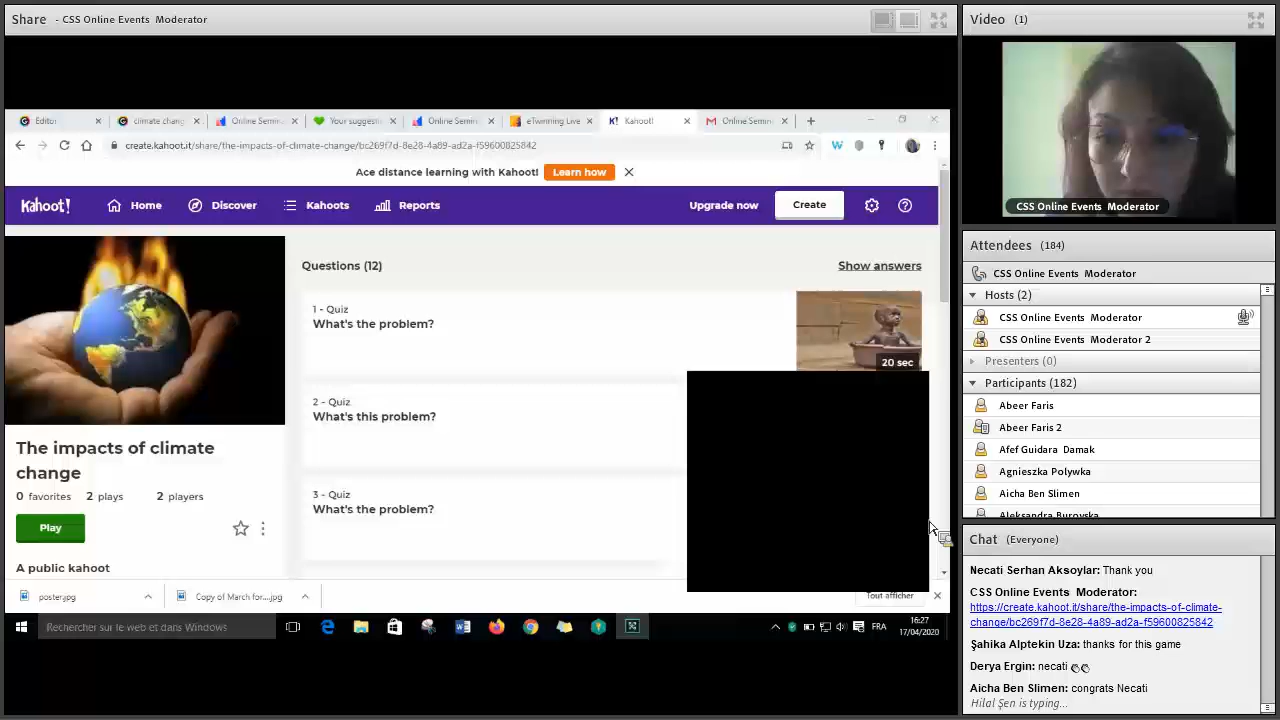 Share - CSS Online Events Moderator
Editor
climate chang
Online Semin
Your suggesti
Online Semin
eTwinning Live
K! Kahoot!
Online Semin
create.kahoot.it/share/the-impacts-of-climate-change/bc269f7d-8e28-4a89-ad2a-f59600825842
Ace distance learning with Kahoot! Learn how
Kahoot! Home Discover Kahoots Reports Upgrade now Create
Questions (12) Show answers
1 - Quiz
What's the problem?
20 sec
2 - Quiz
What's this problem?
3 - Quiz
What's the problem?
The impacts of climate
change
0 favorites 2 plays 2 players
Play
A public kahoot
poster.jpg
Copy of March for....jpg
Tout afficher
Rechercher sur le web et dans Windows
FRA
16:27
17/04/2020
Video (1)
CSS Online Events Moderator
Attendees (184)
CSS Online Events Moderator
Hosts (2)
CSS Online Events Moderator
CSS Online Events Moderator 2
Presenters (0)
Participants (182)
Abeer Faris
Abeer Faris 2
Afef Guidara Damak
Agnieszka Polywka
Aicha Ben Slimen
Aleksandra Burovska
Chat (Everyone)
Necati Serhan Aksoylar: Thank you
CSS Online Events Moderator:
https://create.kahoot.it/share/the-impacts-of-climate-
change/bc269f7d-8e28-4a89-ad2a-f59600825842
Şahika Alptekin Uza: thanks for this game
Derya Ergin: necati
Aicha Ben Slimen: congrats Necati
Hilal Şen is typing...